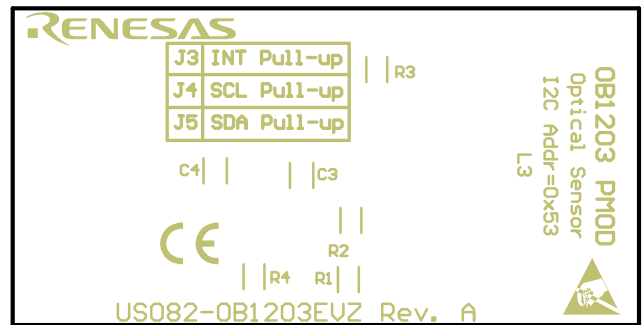 RENESAS
J3 INT Pull-up
J4 SCL Pull-up
J5 SDA Pull-up
R3
C4
C3
R2
R4
R1
CE
US082-OB1203EVZ Rev. A
OB1203 PMOD
Optical Sensor
I2C Addr=0x53
L3